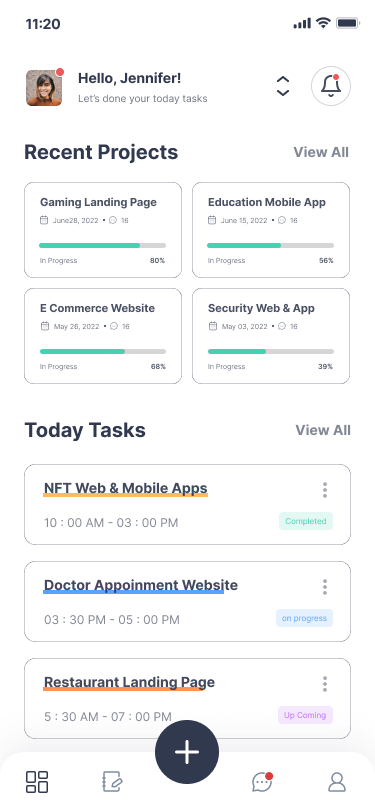 11:20
Hello, Jennifer!
Let's done your today tasks
Recent Projects
View All
Gaming Landing Page
June28, 2022 • 16
In Progress
80%
Education Mobile App
June 15, 2022 • 16
In Progress
56%
E Commerce Website
May 26, 2022 • 16
In Progress
68%
Security Web & App
May 03, 2022 • 16
In Progress
39%
Today Tasks
View All
NFT Web & Mobile Apps
10 : 00 AM - 03 : 00 PM
Completed
Doctor Appoinment Website
03 : 30 PM - 05 : 00 PM
on progress
Restaurant Landing Page
5 : 30 AM - 07 : 00 PM
Up Coming